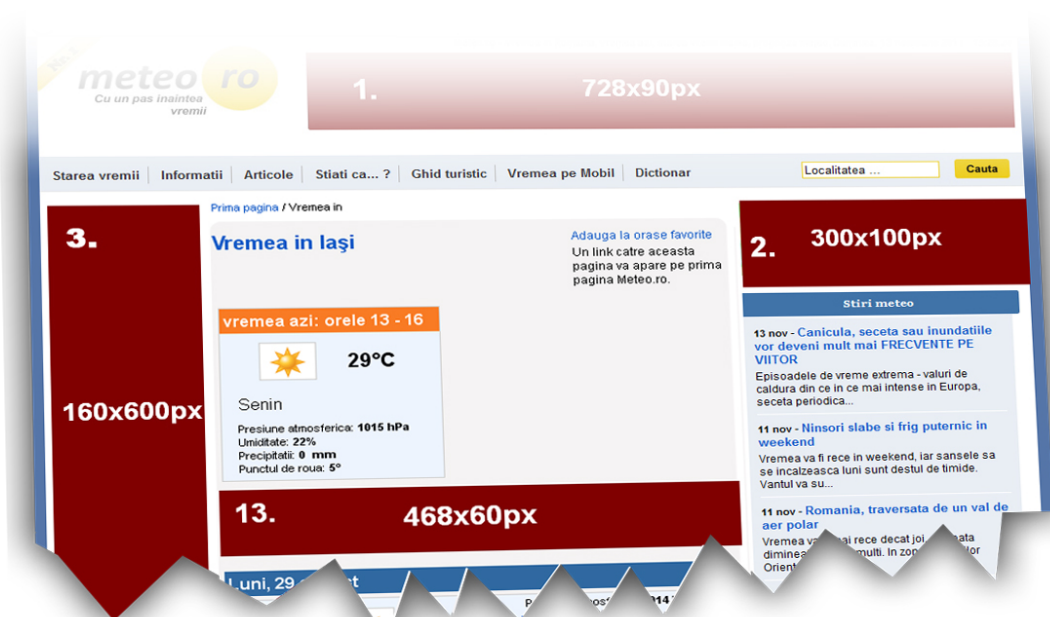 meteo ro
Cu un pas inaintea
vremii
1. 728x90px
Starea vremii Informatii Articole Stiati ca... ? Ghid turistic Vremea pe Mobil Dictionar
Localitatea ... Cauta
3.
160x600px
Prima pagina / Vremea in
Vremea in Iaşi
Adauga la orase favorite
Un link catre aceasta
pagina va apare pe prima
pagina Meteo.ro.
vremea azi: orele 13 - 16
29°C
Senin
Presiune atmosferica: 1015 hPa
Umiditate: 22%
Precipitatii: 0 mm
Punctul de roua: 5°
13. 468x60px
Luni, 29
2. 300x100px
Stiri meteo
13 nov - Canicula, seceta sau inundatiile
vor deveni mult mai FRECVENTE PE
VIITOR
Episoadele de vreme extrema - valuri de
caldura din ce in ce mai intense in Europa,
seceta periodica...
11 nov - Ninsori slabe si frig puternic in
weekend
Vremea va fi rece in weekend, iar sansele sa
se incalzeasca luni sunt destul de timide.
Vantul va su...
11 nov - Romania, traversata de un val de
aer polar
Vremea rece decat joi
multi. In